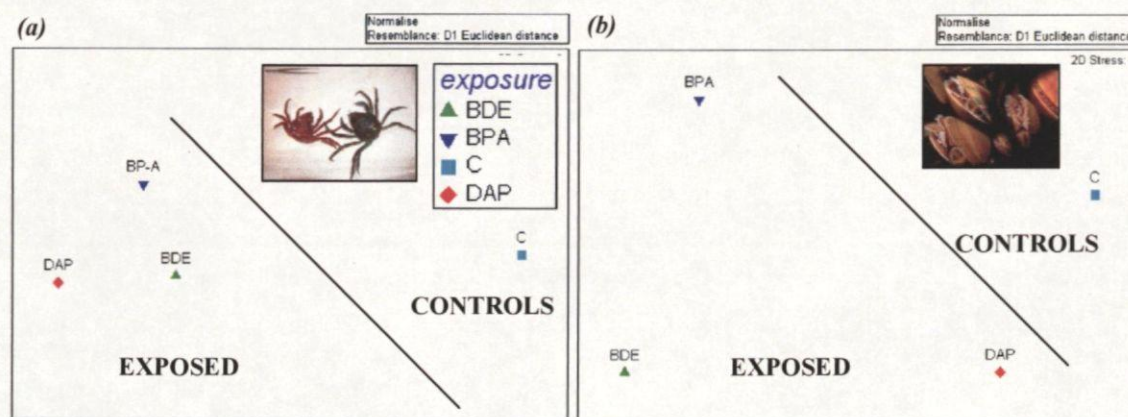 (a)
Normalise
Resemblance: D1 Euclidean distance
exposure
BDE
BPA
C
DAP
BP-A
DAP
BDE
C
CONTROLS
EXPOSED
(b)
Normalise
Resemblance: D1 Euclidean distance
2D Stress:
BPA
C
CONTROLS
BDE
EXPOSED
DAP